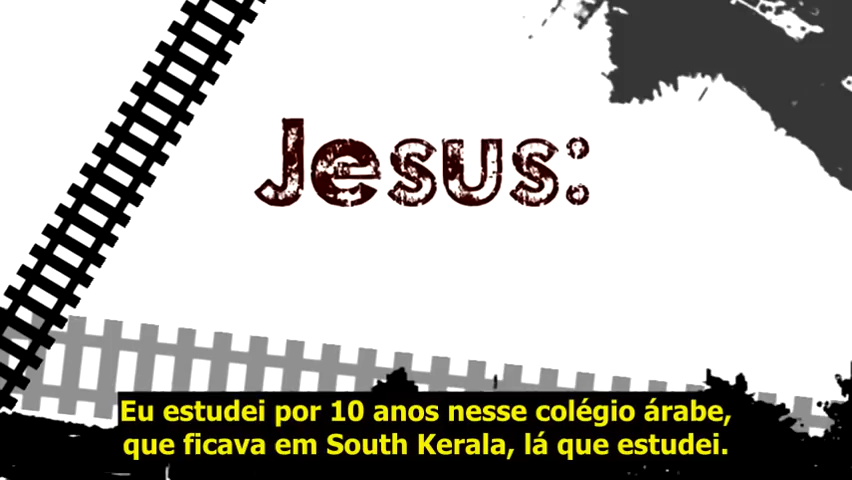 Jesus:
Eu estudei por 10 anos nesse colégio árabe,
que ficava em South Kerala, lá que estudei.